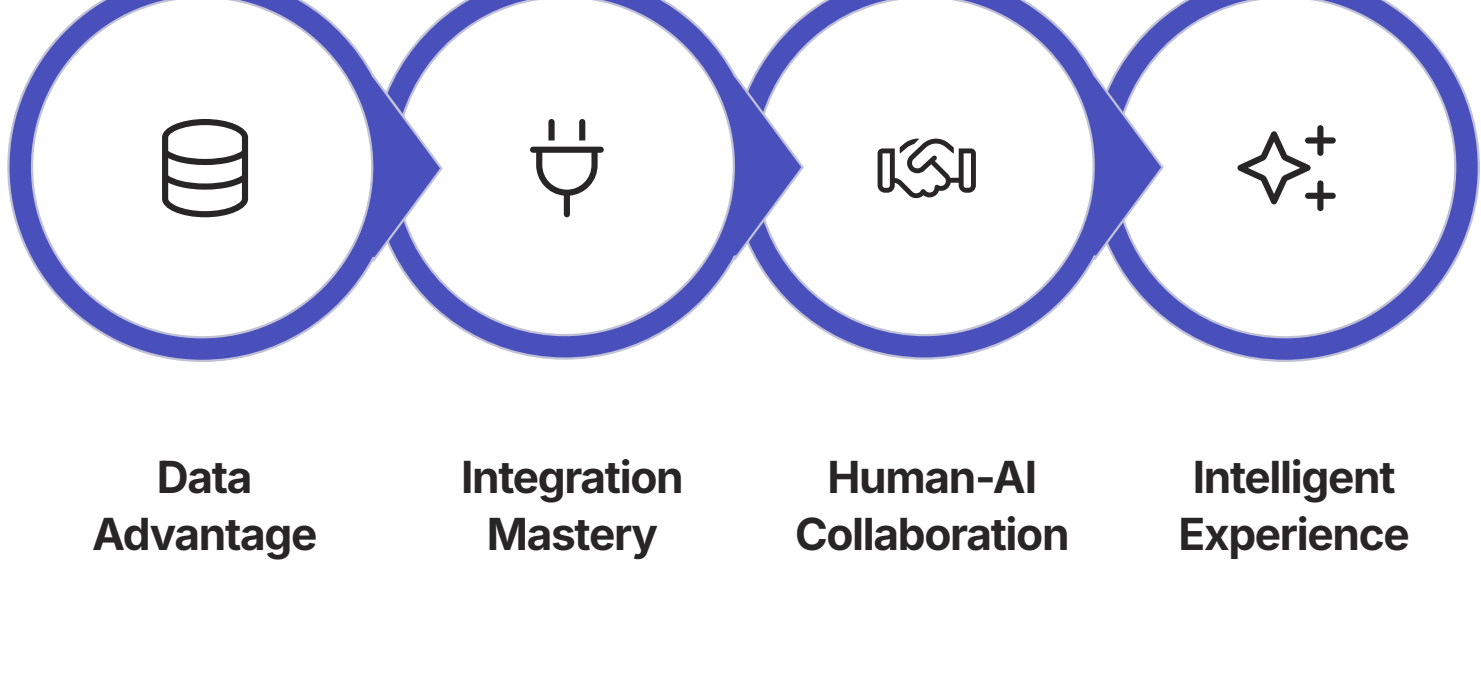 Data
Advantage
Integration
Mastery
Human-AI
Collaboration
Intelligent
Experience